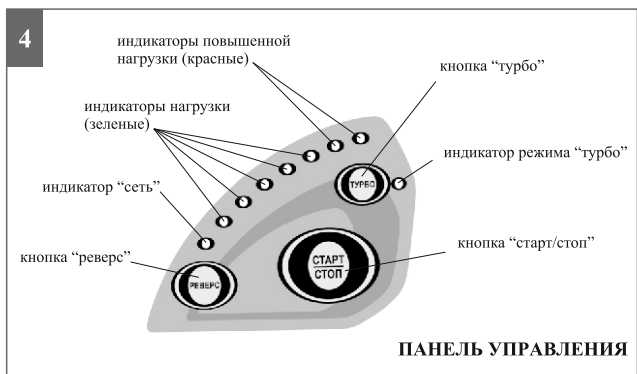 4
индикаторы повышенной
нагрузки (красные)
кнопка “турбо”
индикаторы нагрузки
(зеленые)
индикатор режима “турбо”
ТУРБО
индикатор “сеть”
кнопка “старт/стоп”
кнопка “реверс”
СТАРТ
СТОП
РЕВЕРС
ПАНЕЛЬ УПРАВЛЕНИЯ